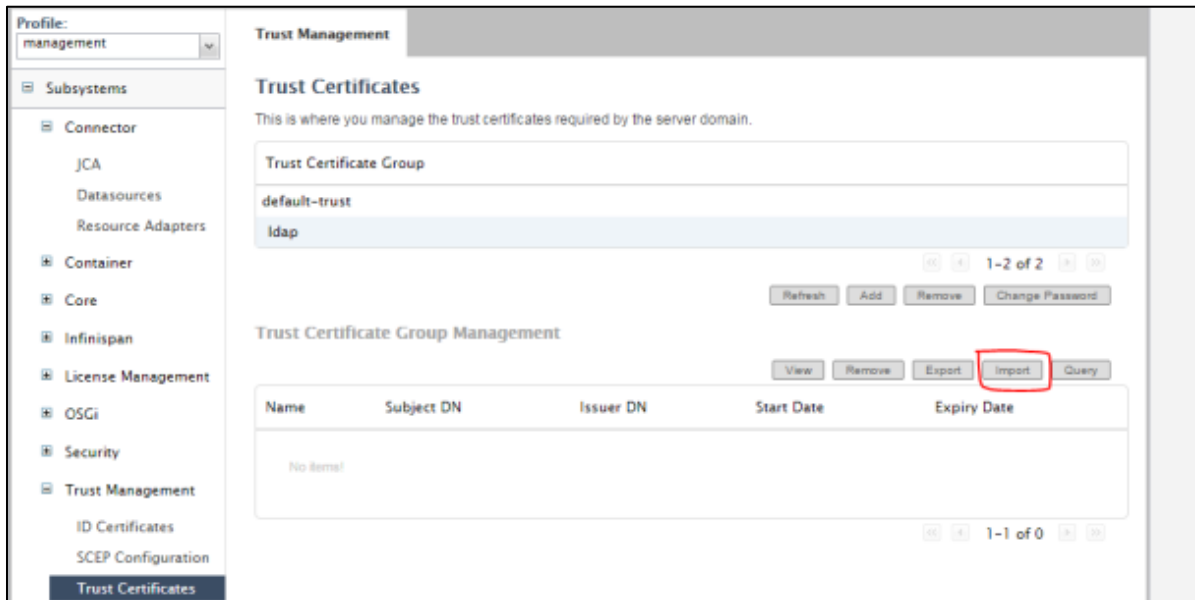 Profile:
management
Subsystems
Connector
JCA
Datasources
Resource Adapters
Container
Core
Infinispan
License Management
OSGi
Security
Trust Management
ID Certificates
SCEP Configuration
Trust Certificates
Trust Management
Trust Certificates
This is where you manage the trust certificates required by the server domain.
Trust Certificate Group
default-trust
ldap
1-2 of 2
Refresh Add Remove Change Password
Trust Certificate Group Management
View Remove Export Import Query
Name Subject DN Issuer DN Start Date Expiry Date
No items!
1-1 of 0